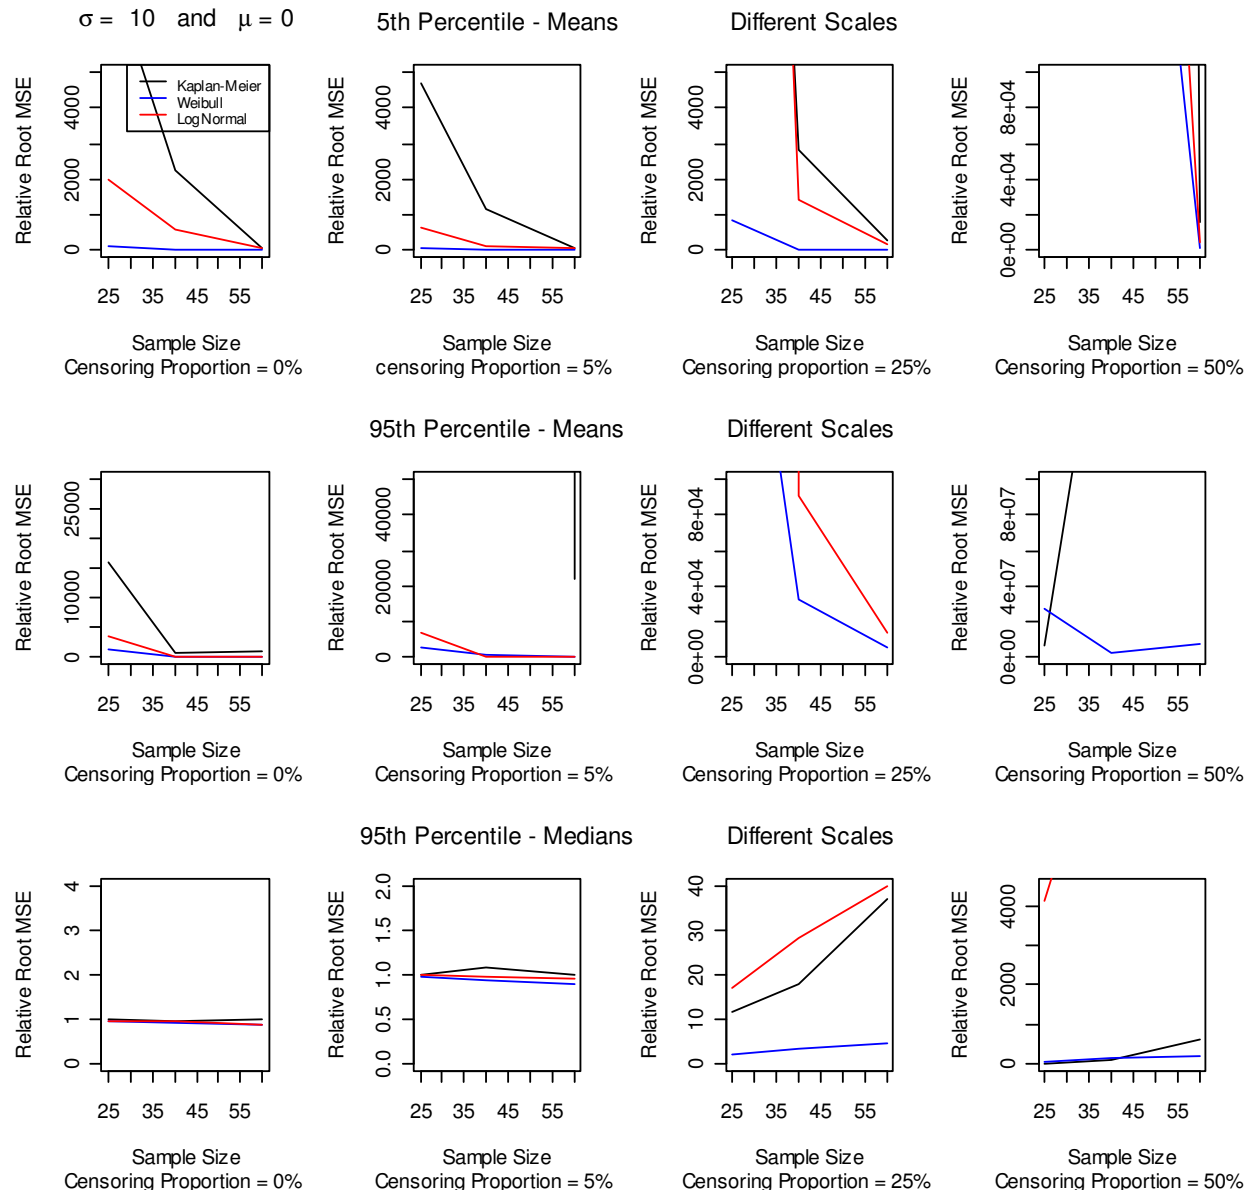 σ = 10 and μ = 0
5th Percentile - Means
Different Scales
Relative Root MSE
0 2000 4000
Kaplan-Meier
Weibull
Log Normal
25 35 45 55
Sample Size
Censoring Proportion = 0%
Relative Root MSE
0 2000 4000
25 35 45 55
Sample Size
censoring Proportion = 5%
Relative Root MSE
0 2000 4000
25 35 45 55
Sample Size
Censoring proportion = 25%
Relative Root MSE
0e+00 4e+04 8e+04
25 35 45 55
Sample Size
Censoring Proportion = 50%
95th Percentile - Means
Different Scales
Relative Root MSE
0 10000 25000
25 35 45 55
Sample Size
Censoring Proportion = 0%
Relative Root MSE
0 20000 40000
25 35 45 55
Sample Size
Censoring Proportion = 5%
Relative Root MSE
0e+00 4e+04 8e+04
25 35 45 55
Sample Size
Censoring Proportion = 25%
Relative Root MSE
0e+00 4e+07 8e+07
25 35 45 55
Sample Size
Censoring Proportion = 50%
95th Percentile - Medians
Different Scales
Relative Root MSE
0 1 2 3 4
25 35 45 55
Sample Size
Censoring Proportion = 0%
Relative Root MSE
0.0 0.5 1.0 1.5 2.0
25 35 45 55
Sample Size
Censoring Proportion = 5%
Relative Root MSE
0 10 20 30 40
25 35 45 55
Sample Size
Censoring Proportion = 25%
Relative Root MSE
0 2000 4000
25 35 45 55
Sample Size
Censoring Proportion = 50%